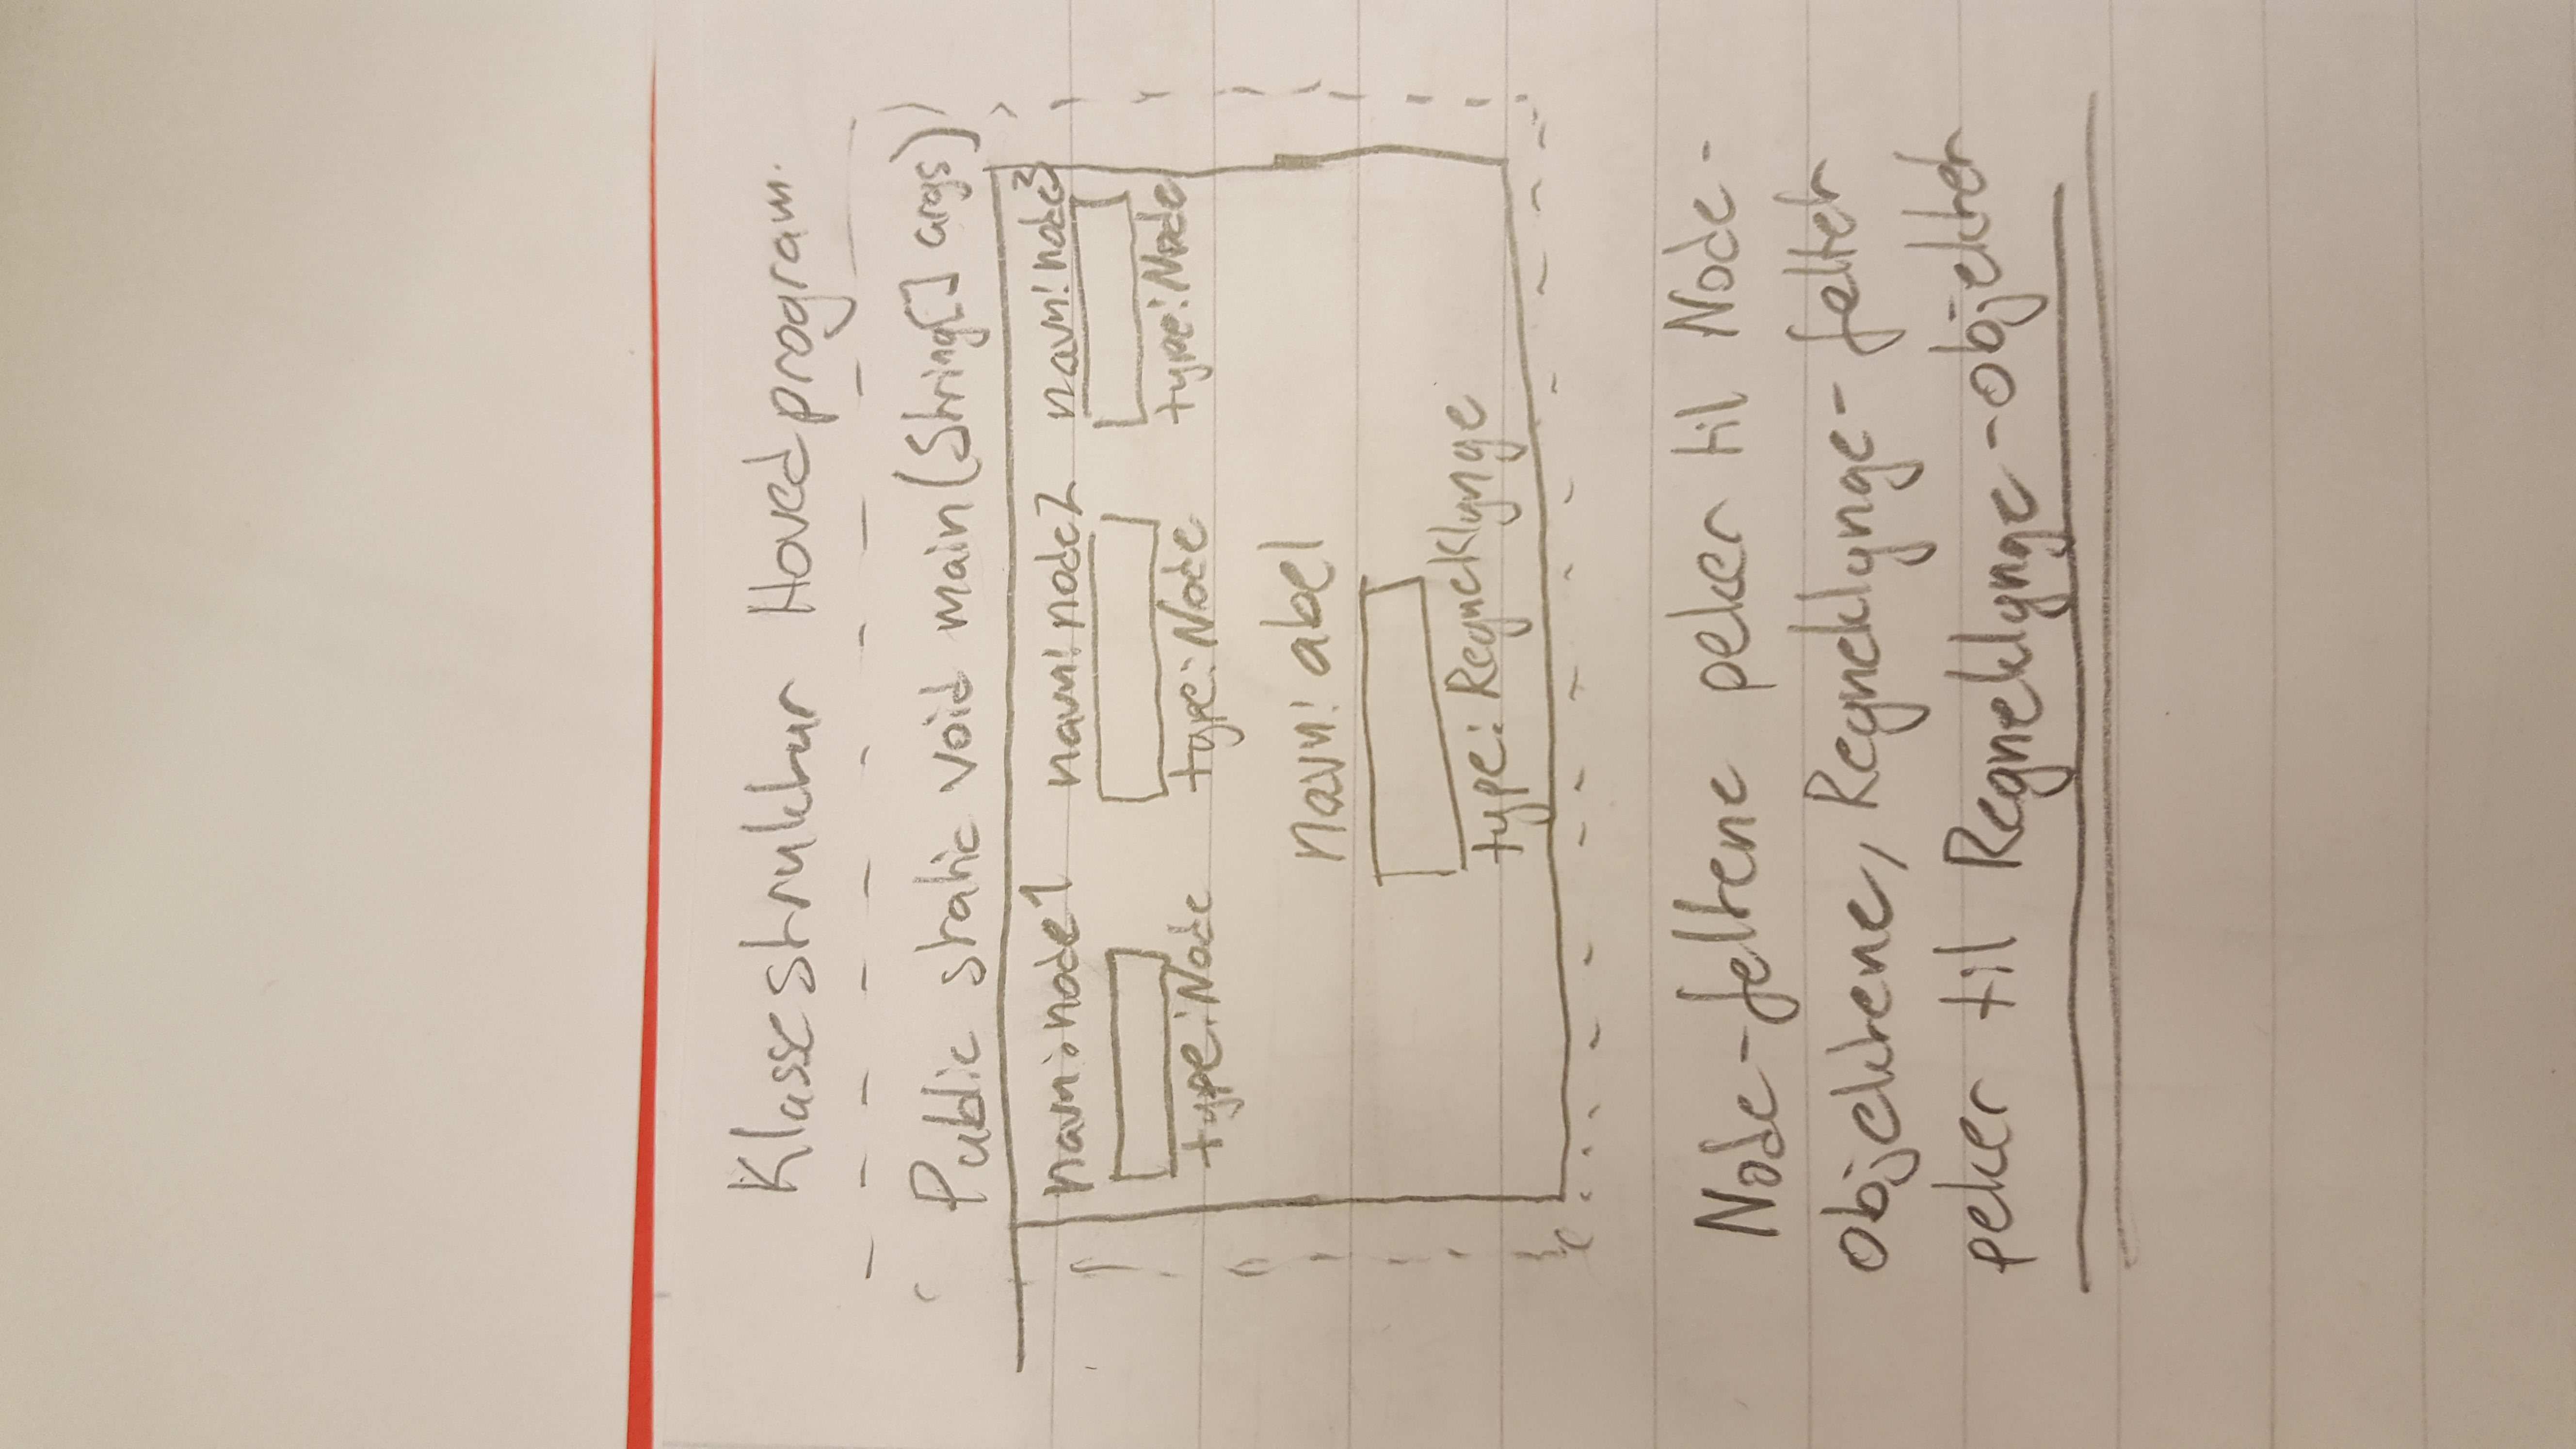 Klassestruktur Hovedprogram.
Public static void main(String[] args)
navn: node1 navn: node2 navn: node3
type: Node type: Node type: Node
navn: abel
type: Regneklynge
Node-feltene peker til Node-
objektene, Regneklynge-feltet
peker til Regneklynge-objektet